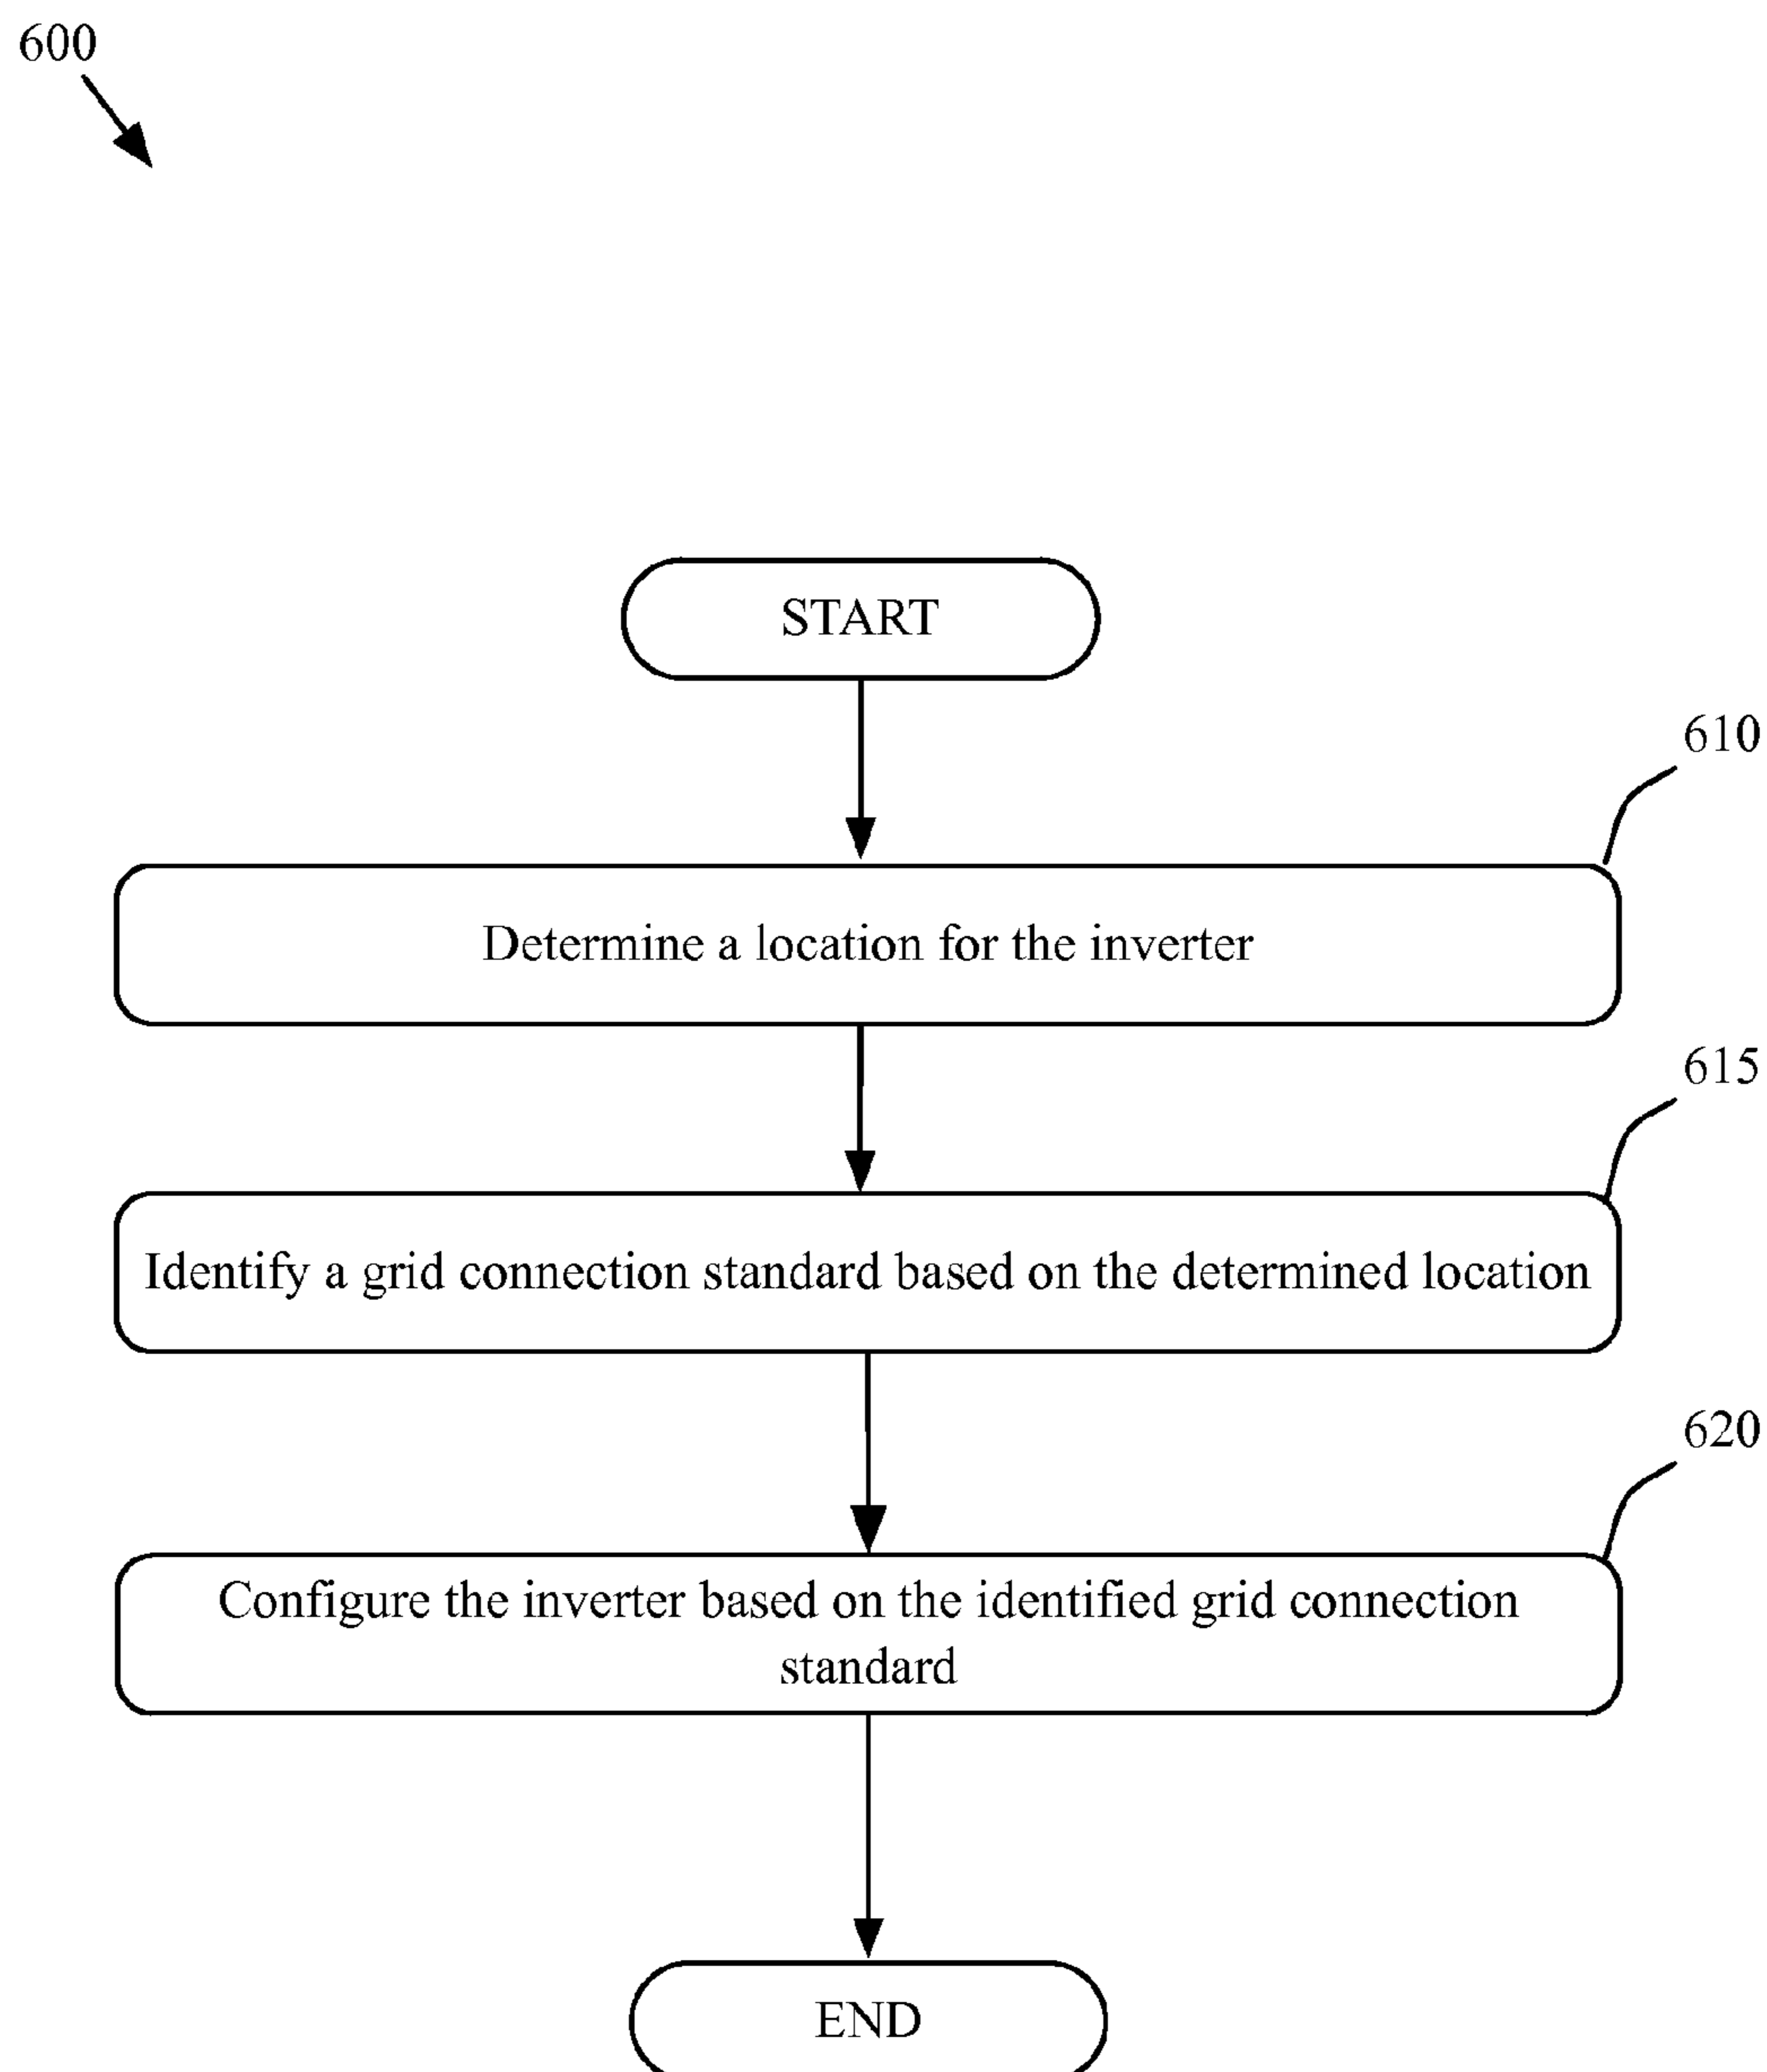 600
START
610
Determine a location for the inverter
615
Identify a grid connection standard based on the determined location
620
Configure the inverter based on the identified grid connection
standard
END